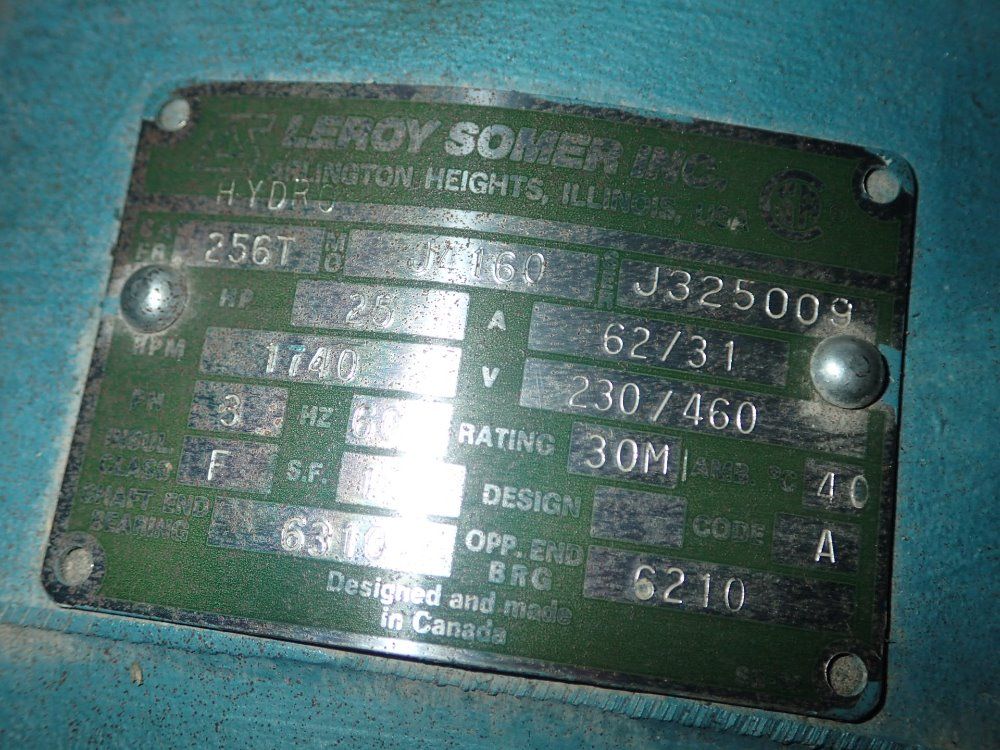 LEROY SOMER INC.
ARLINGTON HEIGHTS, ILLINOIS, USA
HYDRO
FR. 256T MO J4160 J325009
HP 25 A 62/31
RPM 1740 V 230/460
PH 3 HZ 60 RATING 30M AMB. °C 40
INSUL. CLASS F S.F. DESIGN CODE A
SHAFT END BEARING 6310 OPP. END BRG 6210
Designed and made
in Canada